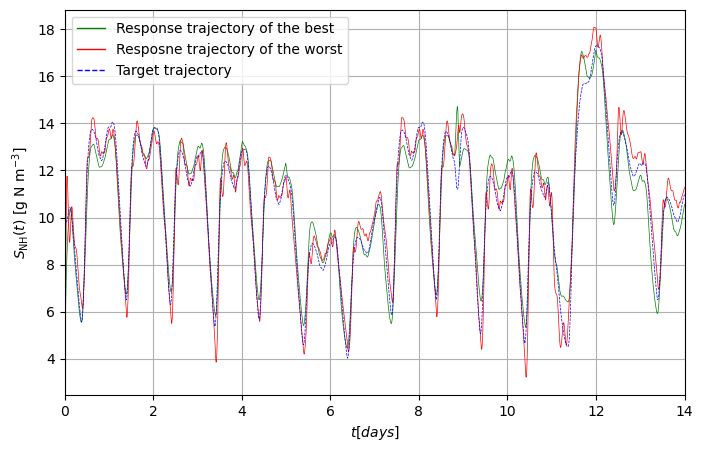 Response trajectory of the best
Resposne trajectory of the worst
Target trajectory
S_NH(t) [g N m⁻³]
18
16
14
12
10
8
6
4
0 2 4 6 8 10 12 14
t[days]